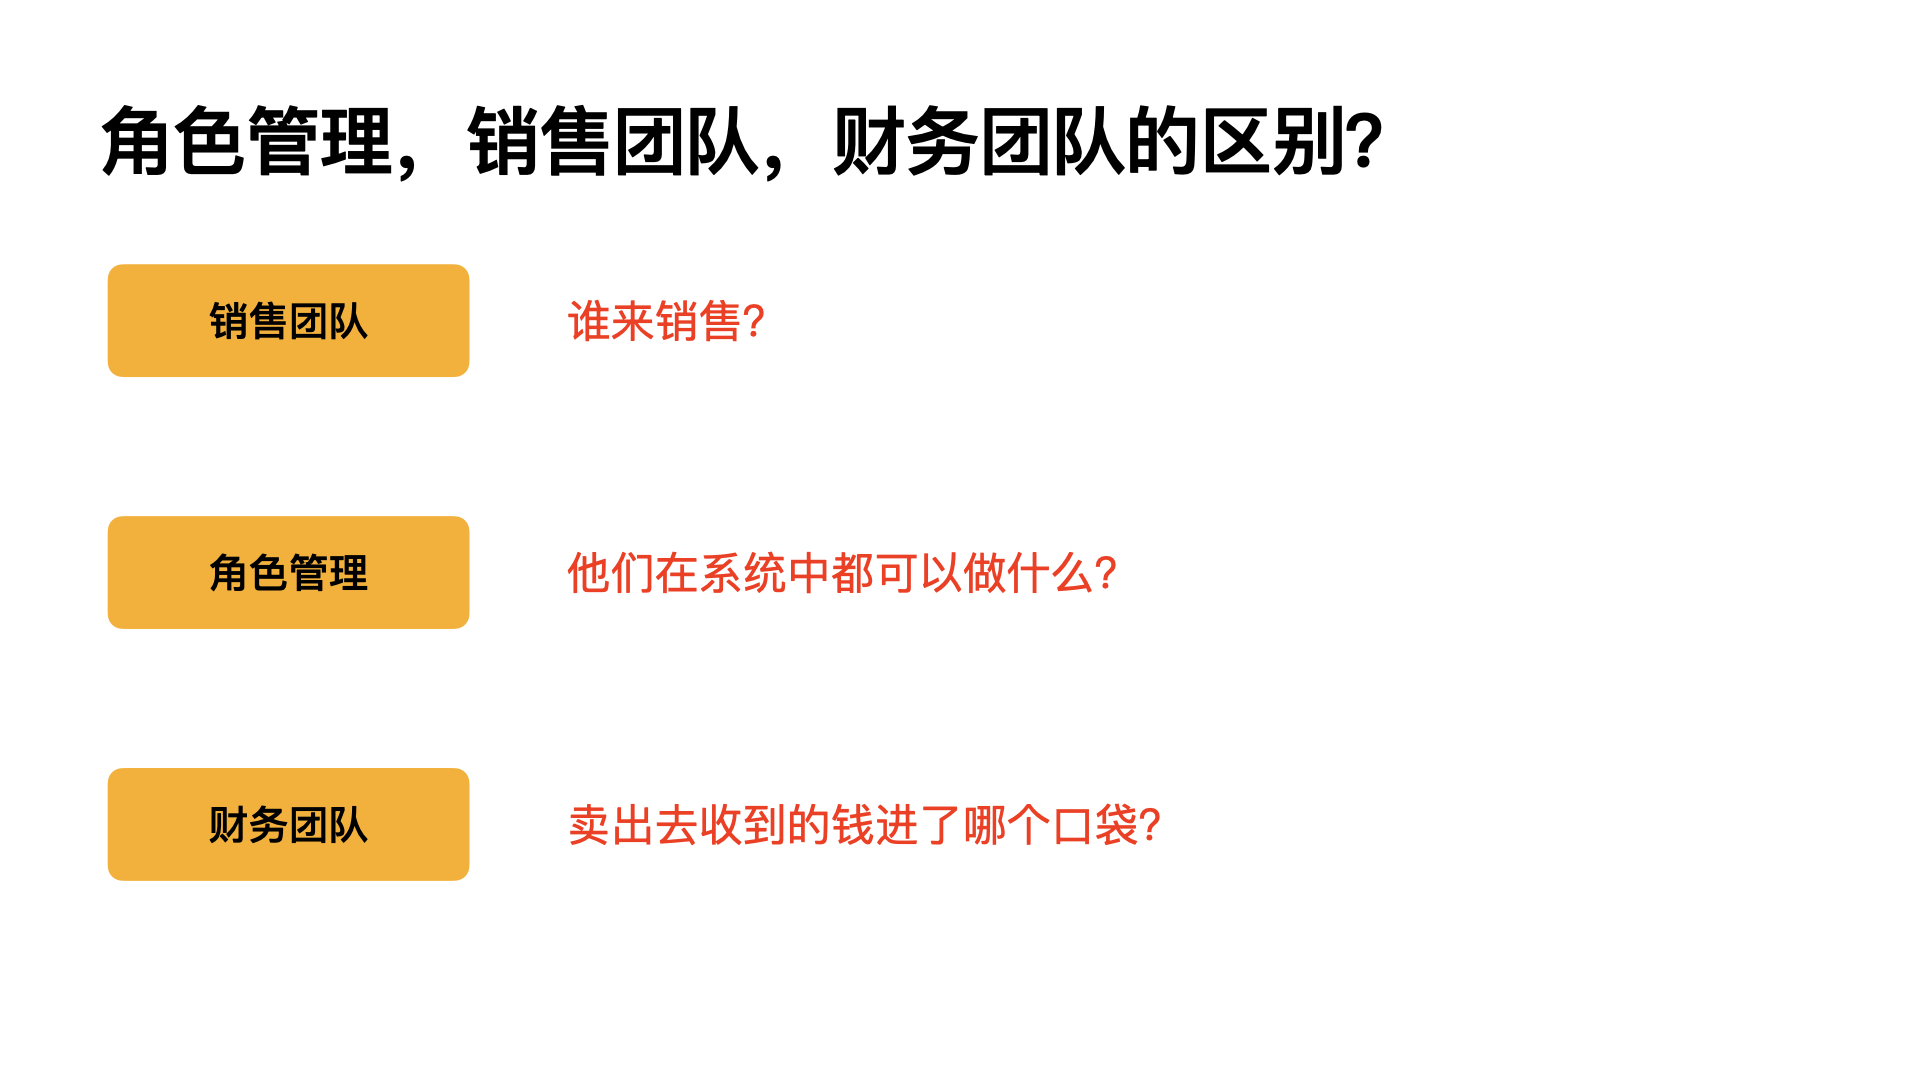 角色管理，销售团队，财务团队的区别？
销售团队
谁来销售？
角色管理
他们在系统中都可以做什么？
财务团队
卖出去收到的钱进了哪个口袋？